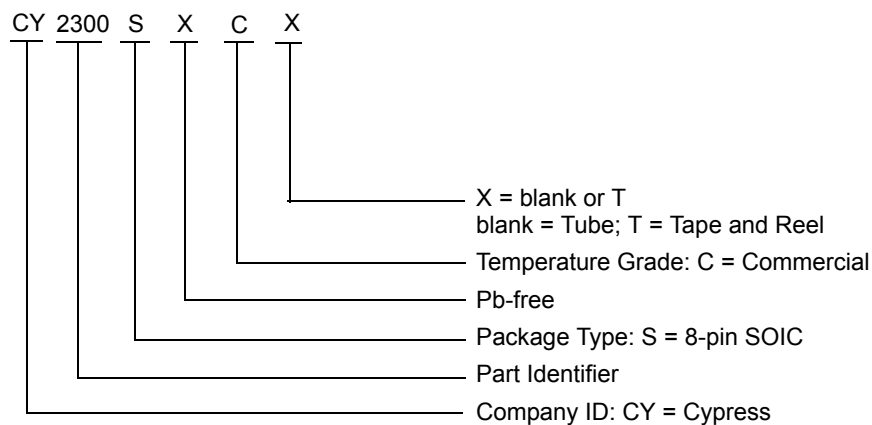 CY 2300 S X C X
X = blank or T
blank = Tube; T = Tape and Reel
Temperature Grade: C = Commercial
Pb-free
Package Type: S = 8-pin SOIC
Part Identifier
Company ID: CY = Cypress